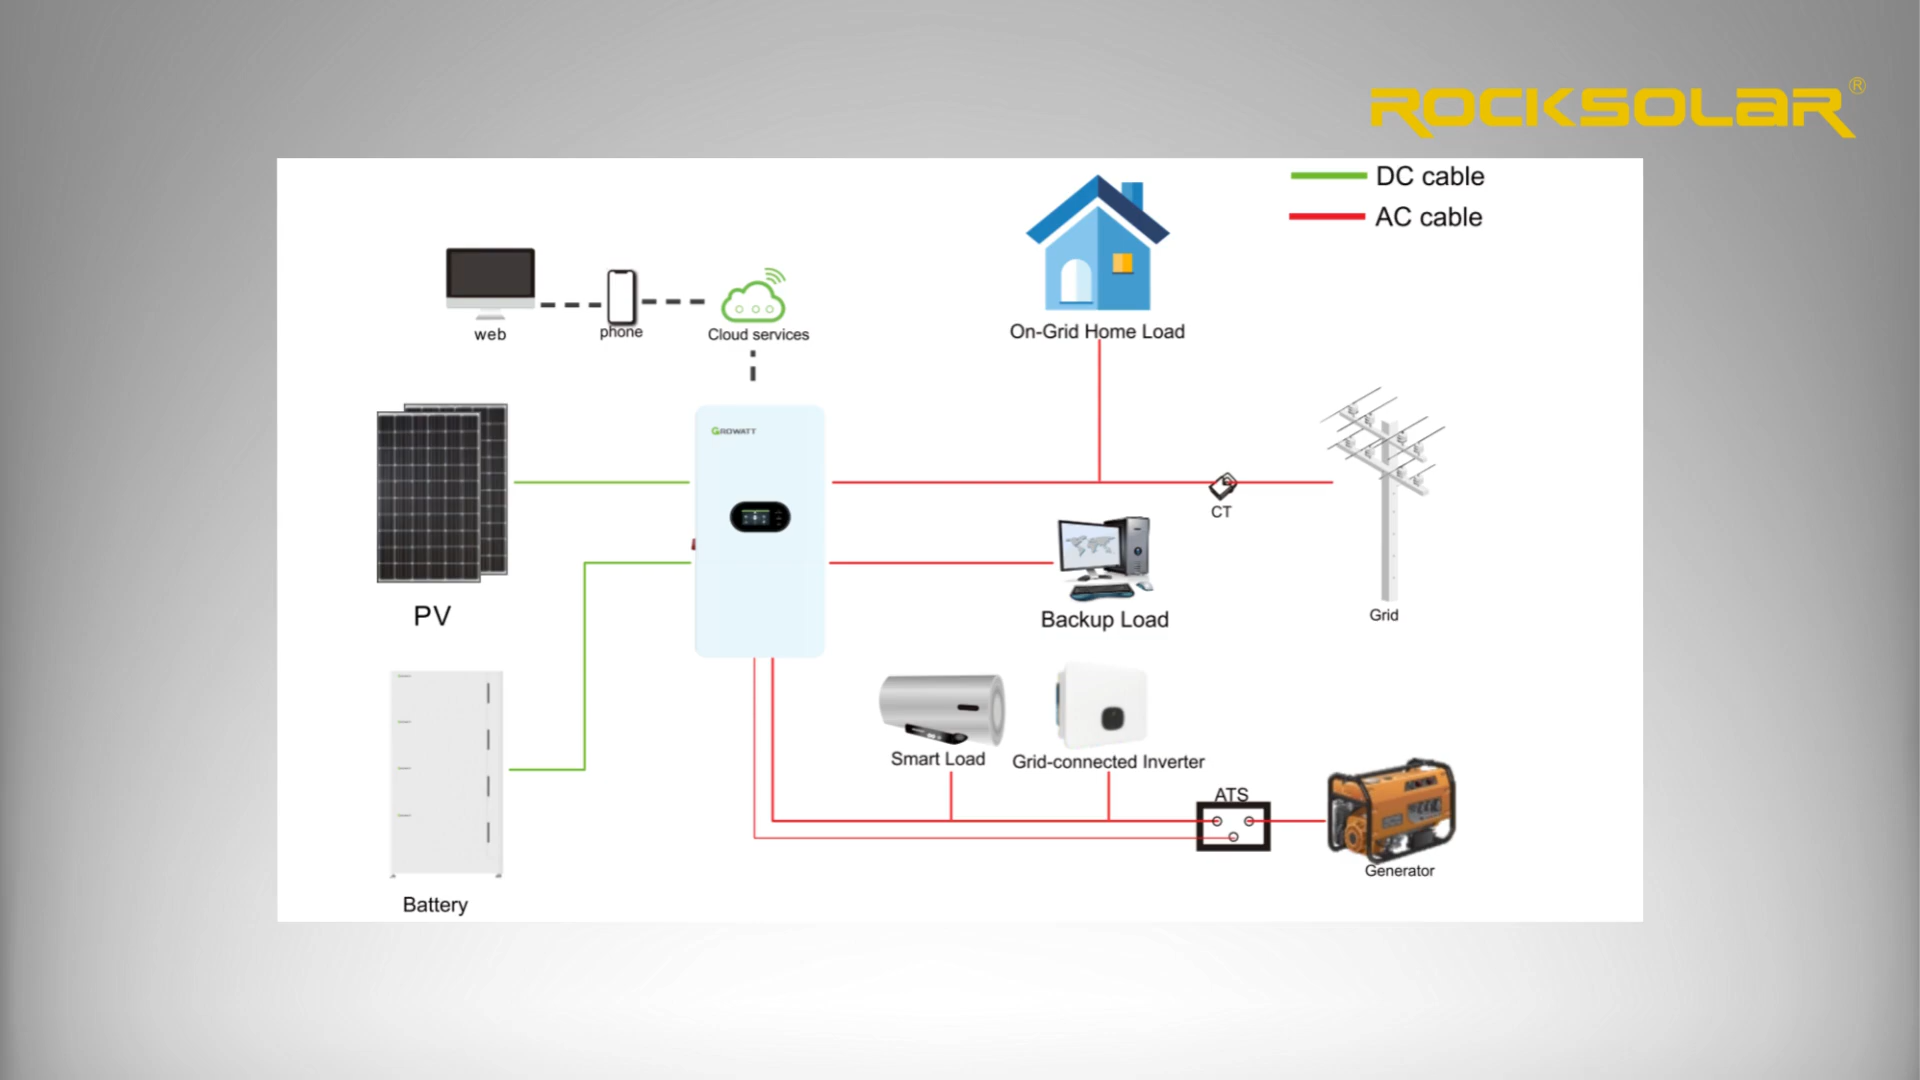 ROCKSOLAR®
DC cable
AC cable
web
phone
Cloud services
On-Grid Home Load
GROWATT
CT
PV
Backup Load
Grid
Smart Load
Grid-connected Inverter
ATS
Generator
Battery